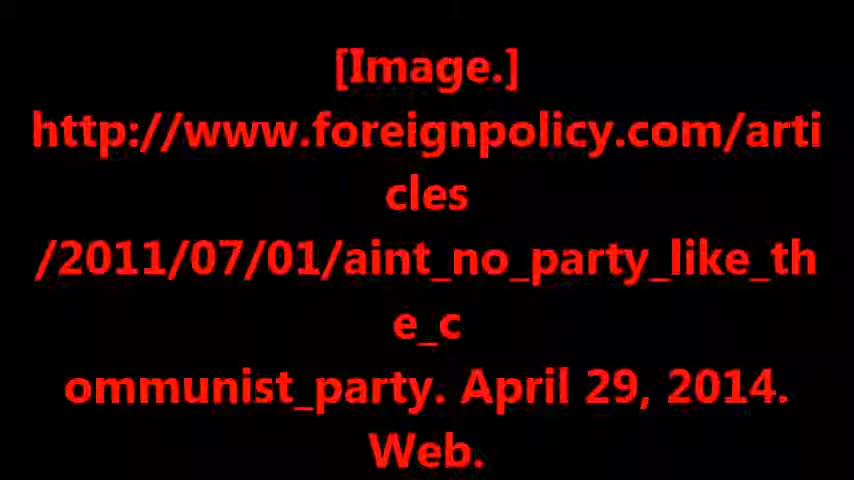 [Image.]
http://www.foreignpolicy.com/arti
cles
/2011/07/01/aint_no_party_like_th
e_c
ommunist_party. April 29, 2014.
Web.